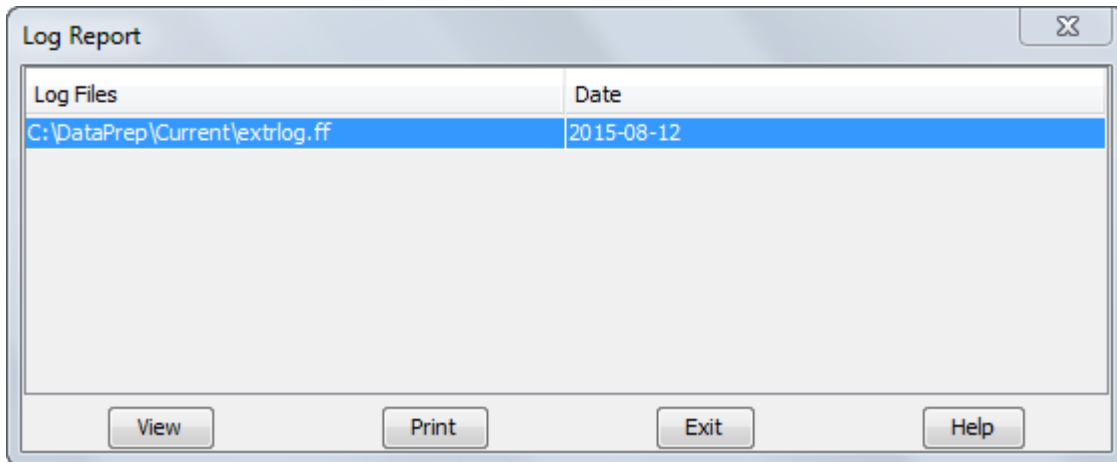 Log Report
Log Files Date
C:\DataPrep\Current\extrlog.ff 2015-08-12
View Print Exit Help